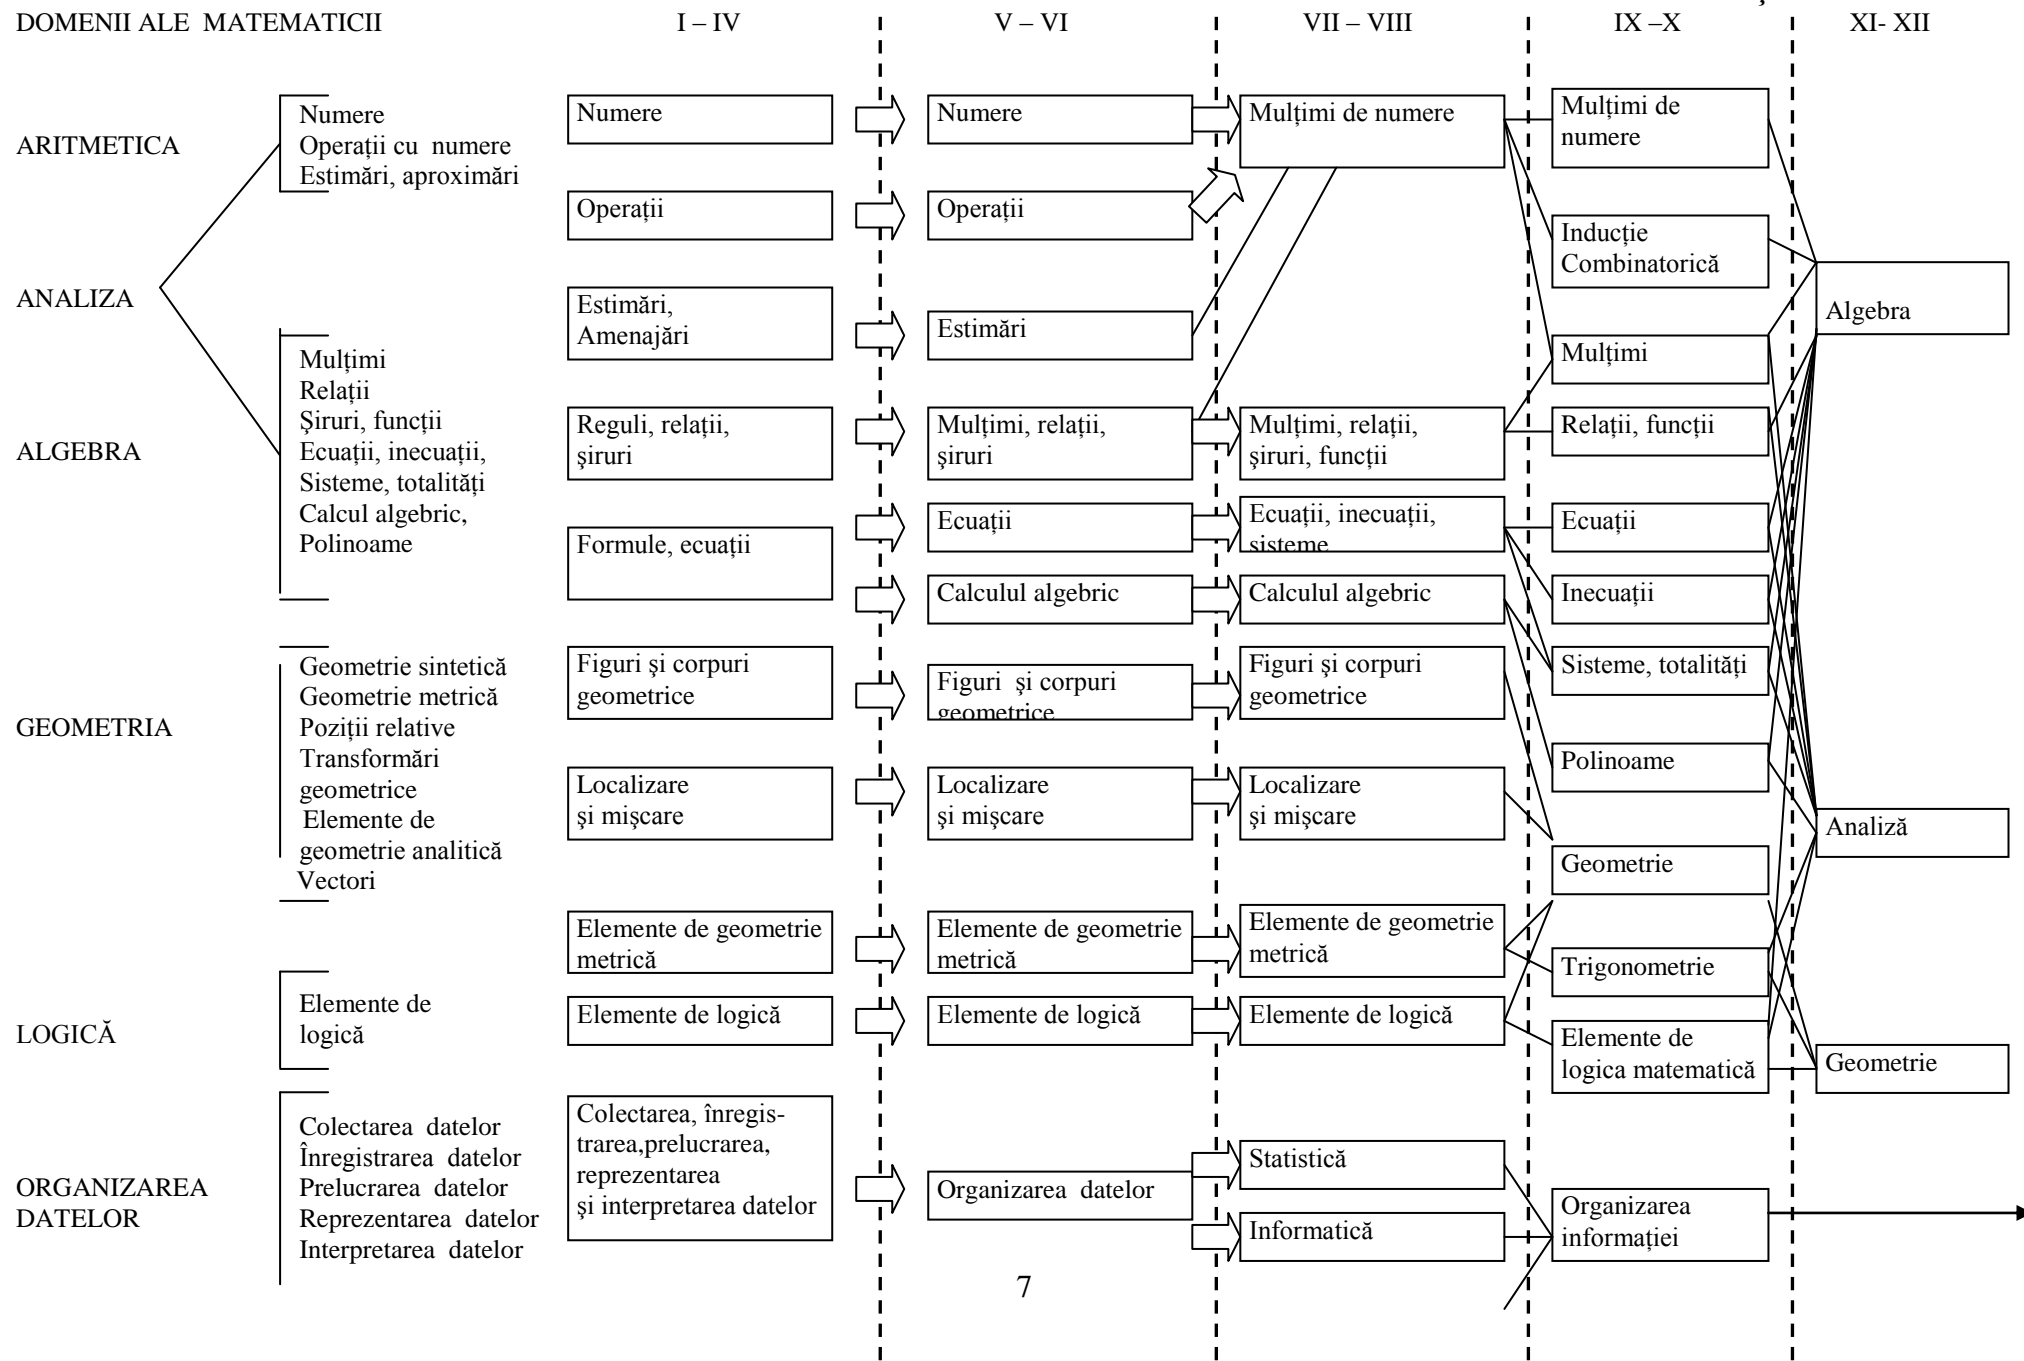 DOMENII ALE MATEMATICII
I – IV
V – VI
VII – VIII
IX –X
XI- XII
ARITMETICA
ANALIZA
ALGEBRA
GEOMETRIA
LOGICĂ
ORGANIZAREA
DATELOR
Numere
Operații cu numere
Estimări, aproximări
Mulțimi
Relații
Şiruri, funcții
Ecuații, inecuații,
Sisteme, totalități
Calcul algebric,
Polinoame
Geometrie sintetică
Geometrie metrică
Poziții relative
Transformări
geometrice
Elemente de
geometrie analitică
Vectori
Elemente de
logică
Colectarea datelor
Înregistrarea datelor
Prelucrarea datelor
Reprezentarea datelor
Interpretarea datelor
Numere
Operații
Estimări,
Amenajări
Reguli, relații,
şiruri
Formule, ecuații
Figuri şi corpuri
geometrice
Localizare
şi mişcare
Elemente de geometrie
metrică
Elemente de logică
Colectarea, înregis-
trarea,prelucrarea,
reprezentarea
şi interpretarea datelor
Numere
Operații
Estimări
Mulțimi, relații,
şiruri
Ecuații
Calculul algebric
Figuri şi corpuri
geometrice
Localizare
şi mişcare
Elemente de geometrie
metrică
Elemente de logică
Organizarea datelor
Mulțimi de numere
Mulțimi, relații,
şiruri, funcții
Ecuații, inecuații,
sisteme
Calculul algebric
Figuri şi corpuri
geometrice
Localizare
şi mişcare
Elemente de geometrie
metrică
Elemente de logică
Statistică
Informatică
Mulțimi de
numere
Inducție
Combinatorică
Mulțimi
Relații, funcții
Ecuații
Inecuații
Sisteme, totalități
Polinoame
Geometrie
Trigonometrie
Elemente de
logica matematică
Organizarea
informației
Algebra
Analiză
Geometrie
7